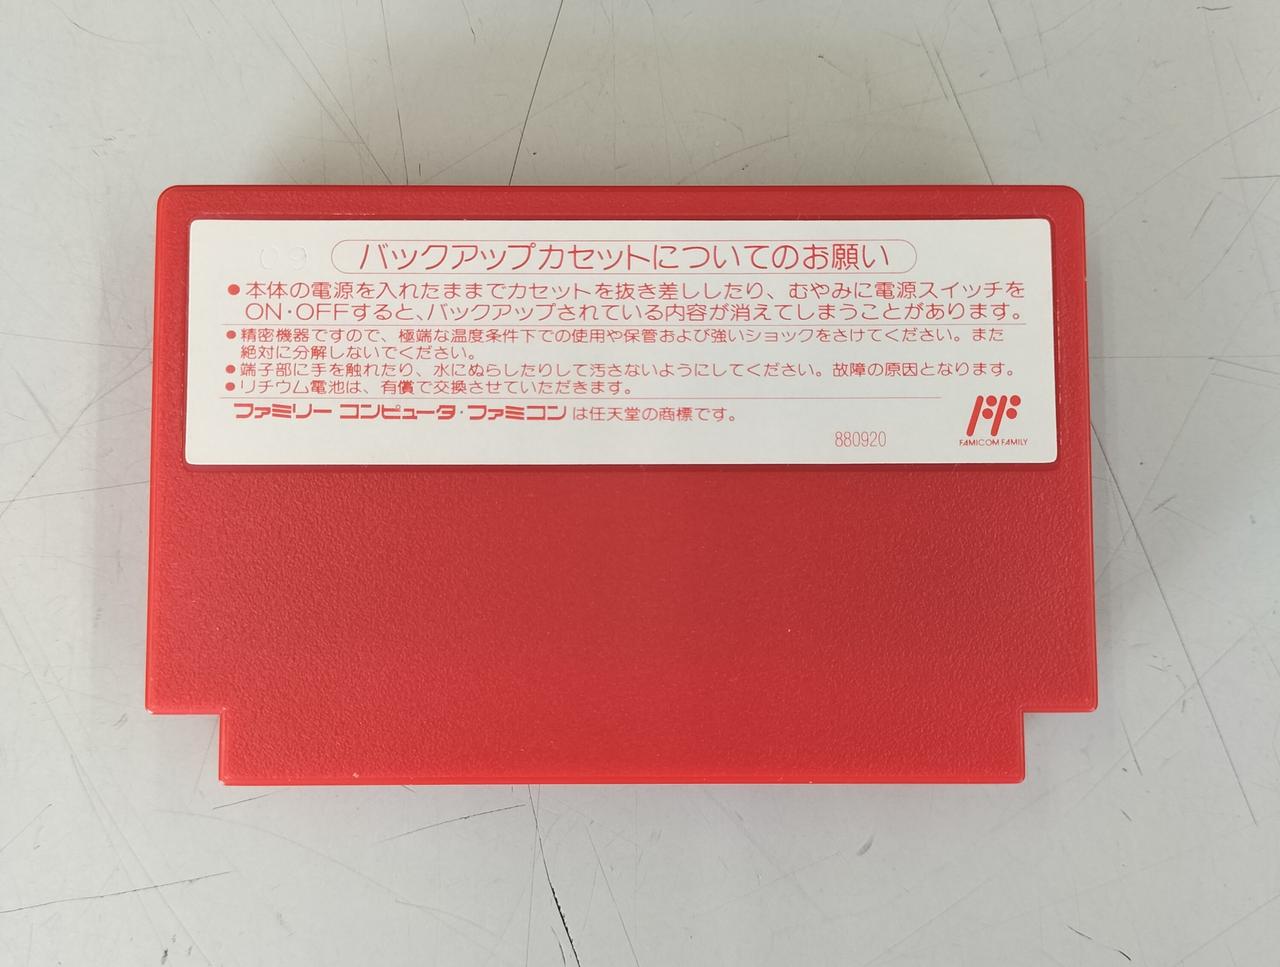 09
バックアップカセットについてのお願い
●本体の電源を入れたままでカセットを抜き差ししたり、むやみに電源スイッチを
ON・OFFすると、バックアップされている内容が消えてしまうことがあります。
●精密機器ですので、極端な温度条件下での使用や保管および強いショックをさけてください。また
絶対に分解しないでください。
●端子部に手を触れたり、水にぬらしたりして汚さないようにしてください。故障の原因となります。
●リチウム電池は、有償で交換させていただきます。
ファミリー コンピュータ・ファミコンは任天堂の商標です。
880920
FAMICOM FAMILY